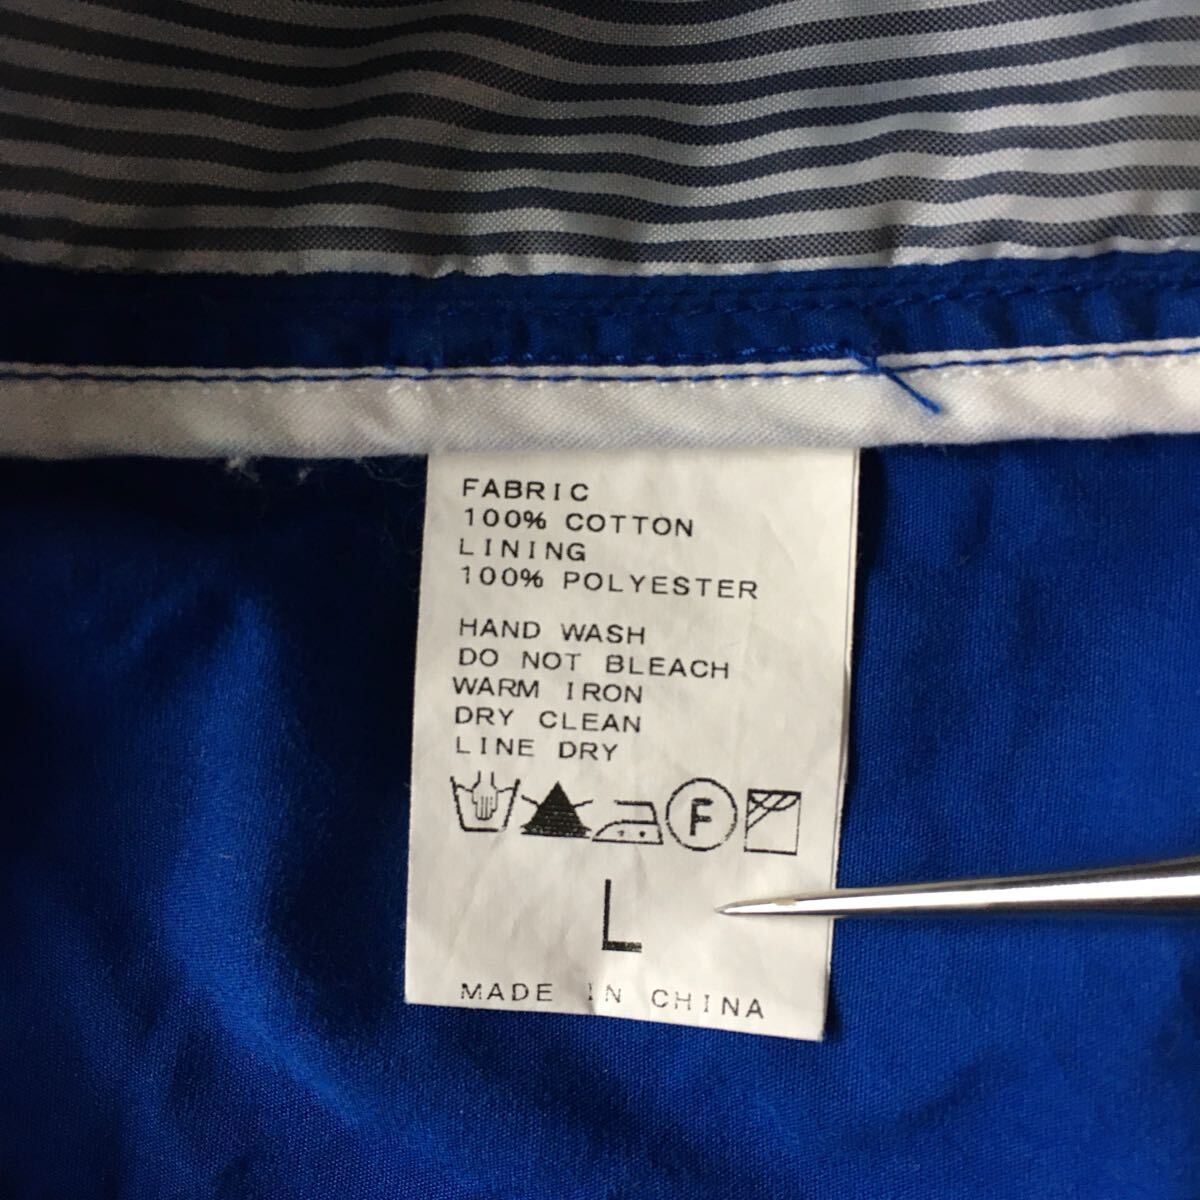 FABRIC
100% COTTON
LINING
100% POLYESTER
HAND WASH
DO NOT BLEACH
WARM IRON
DRY CLEAN
LINE DRY
F
L
MADE IN CHINA